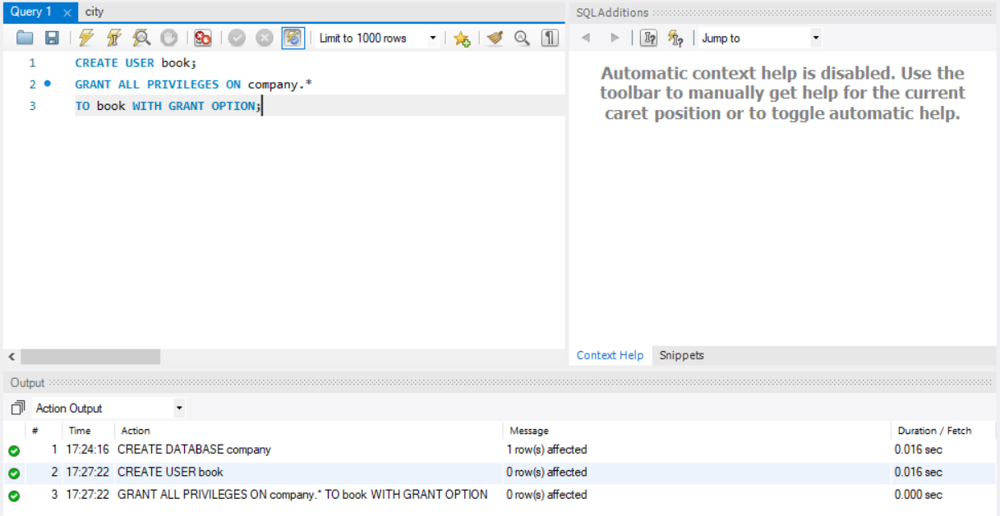 Query 1 × city
SQLAdditions
Limit to 1000 rows
Jump to
1 CREATE USER book;
2 GRANT ALL PRIVILEGES ON company.*
3 TO book WITH GRANT OPTION;
Automatic context help is disabled. Use the
toolbar to manually get help for the current
caret position or to toggle automatic help.
Context Help Snippets
Output
Action Output
# Time Action Message Duration / Fetch
1 17:24:16 CREATE DATABASE company 1 row(s) affected 0.016 sec
2 17:27:22 CREATE USER book 0 row(s) affected 0.016 sec
3 17:27:22 GRANT ALL PRIVILEGES ON company.* TO book WITH GRANT OPTION 0 row(s) affected 0.000 sec